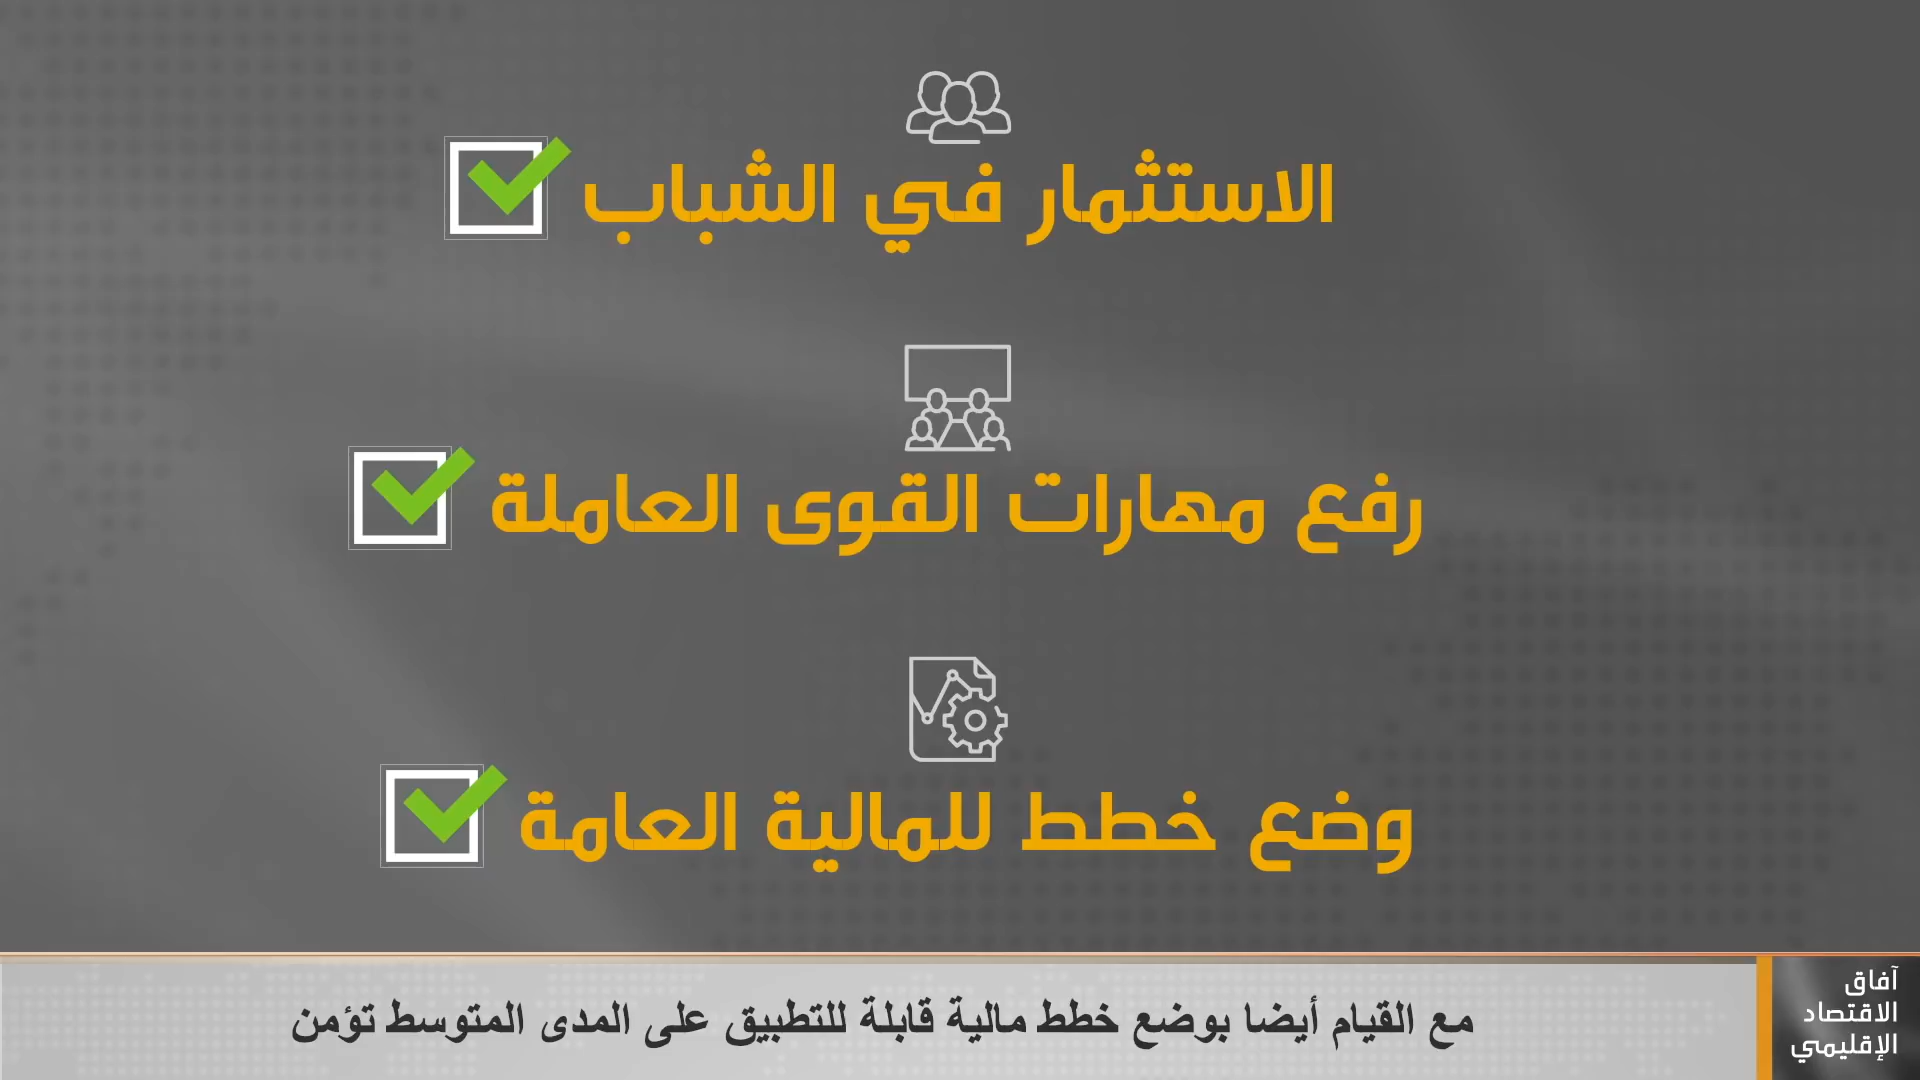 الاستثمار في الشباب
رفع مهارات القوى العاملة
وضع خطط للمالية العامة
مع القيام أيضا بوضع خطط مالية قابلة للتطبيق على المدى المتوسط تؤمن
آفاق
الاقتصاد
الإقليمي